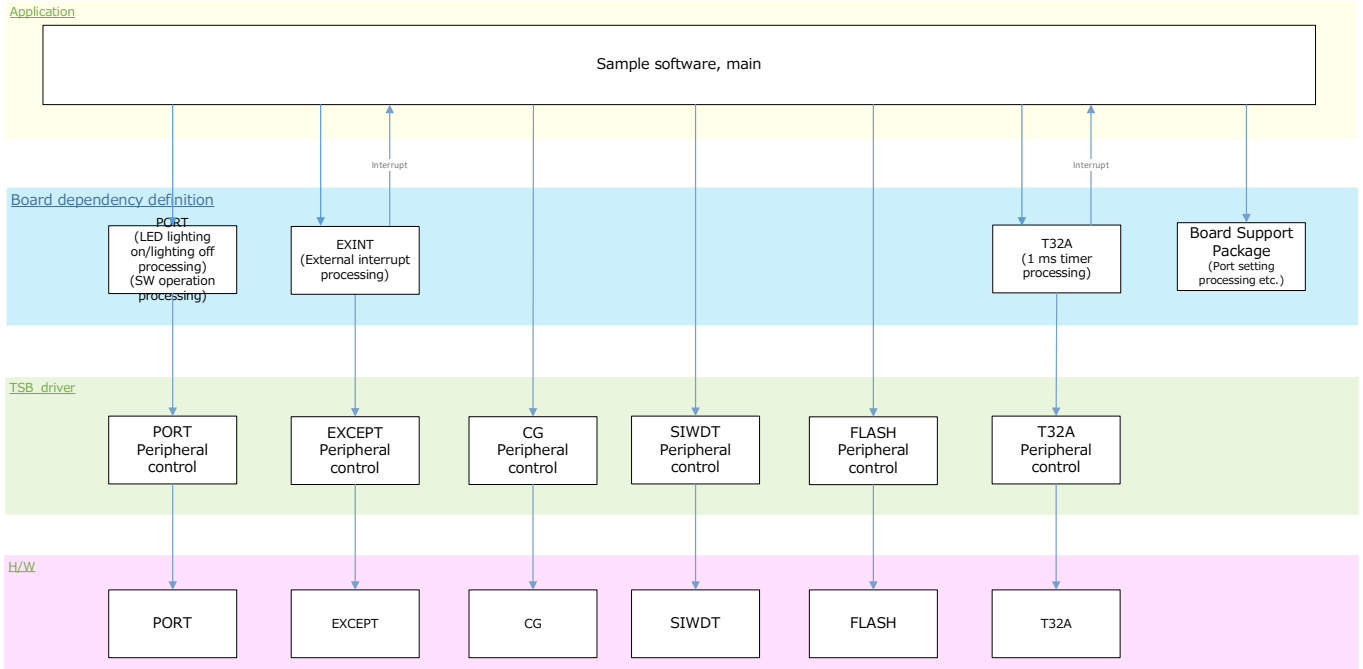 Application
Sample software, main
Interrupt
Interrupt
Board dependency definition
PORT
(LED lighting
on/lighting off
processing)
(SW operation
processing)
EXINT
(External interrupt
processing)
T32A
(1 ms timer
processing)
Board Support
Package
(Port setting
processing etc.)
TSB driver
PORT
Peripheral
control
EXCEPT
Peripheral
control
CG
Peripheral
control
SIWDT
Peripheral
control
FLASH
Peripheral
control
T32A
Peripheral
control
H/W
PORT
EXCEPT
CG
SIWDT
FLASH
T32A